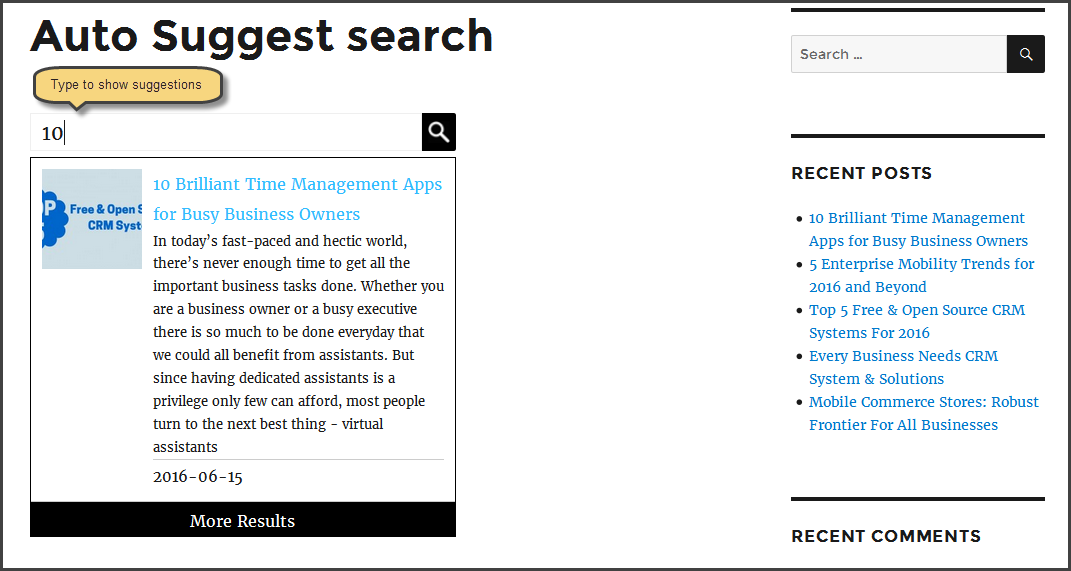 Auto Suggest search
Type to show suggestions
10
P
Free & Open S
CRM Syst
10 Brilliant Time Management Apps
for Busy Business Owners
In today’s fast-paced and hectic world,
there’s never enough time to get all the
important business tasks done. Whether you
are a business owner or a busy executive
there is so much to be done everyday that
we could all benefit from assistants. But
since having dedicated assistants is a
privilege only few can afford, most people
turn to the next best thing - virtual
assistants
2016-06-15
More Results
Search …
RECENT POSTS
10 Brilliant Time Management
Apps for Busy Business Owners
5 Enterprise Mobility Trends for
2016 and Beyond
Top 5 Free & Open Source CRM
Systems For 2016
Every Business Needs CRM
System & Solutions
Mobile Commerce Stores: Robust
Frontier For All Businesses
RECENT COMMENTS